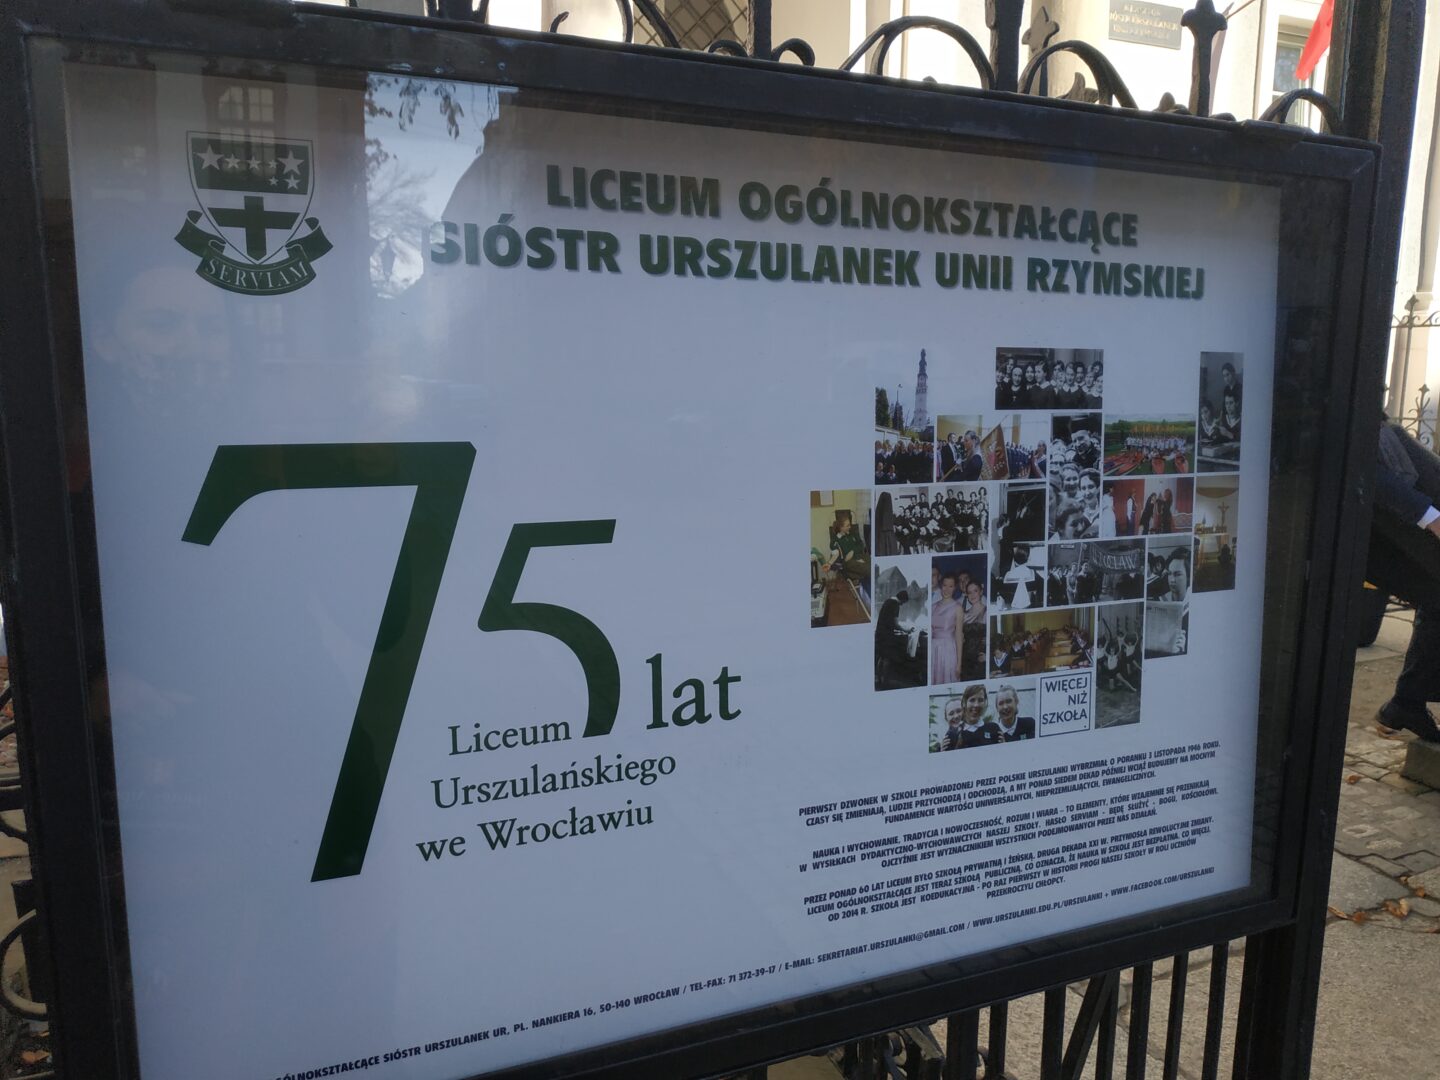 SERVIAM
LICEUM OGÓLNOKSZTAŁCĄCE
SIÓSTR URSZULANEK UNII RZYMSKIEJ
75 lat
Liceum
Urszulańskiego
we Wrocławiu
WROCŁAW
WIĘCEJ
NIŻ
SZKOŁA
PIERWSZY DZWONEK W SZKOLE PROWADZONEJ PRZEZ POLSKIE URSZULANKI WYBRZMIAŁ O PORANKU 3 LISTOPADA 1946 ROKU.
CZASY SIĘ ZMIENIAJĄ, LUDZIE PRZYCHODZĄ I ODCHODZĄ, A MY PONAD SIEDEM DEKAD PÓŹNIEJ WCIĄŻ BUDUJEMY NA MOCNYM
FUNDAMENCIE WARTOŚCI UNIWERSALNYCH, NIEPRZEMIJAJĄCYCH, EWANGELICZNYCH.
NAUKA I WYCHOWANIE, TRADYCJA I NOWOCZESNOŚĆ, ROZUM I WIARA – TO ELEMENTY, KTÓRE WZAJEMNIE SIĘ PRZENIKAJĄ
W WYSIŁKACH DYDAKTYCZNO-WYCHOWAWCZYCH NASZEJ SZKOŁY. HASŁO SERVIAM - BĘDĘ SŁUŻYĆ - BOGU, KOŚCIOŁOWI,
OJCZYŹNIE JEST WYZNACZNIKIEM WSZYSTKICH PODEJMOWANYCH PRZEZ NAS DZIAŁAŃ.
PRZEZ PONAD 60 LAT LICEUM BYŁO SZKOŁĄ PRYWATNĄ I ŻEŃSKĄ. DRUGA DEKADA XXI W. PRZYNIOSŁA REWOLUCYJNE ZMIANY.
LICEUM OGÓLNOKSZTAŁCĄCE JEST TERAZ SZKOŁĄ PUBLICZNĄ, CO OZNACZA, ŻE NAUKA W SZKOLE JEST BEZPŁATNA. CO WIĘCEJ,
OD 2014 R. SZKOŁA JEST KOEDUKACYJNA - PO RAZ PIERWSZY W HISTORII PROGI NASZEJ SZKOŁY W ROLI UCZNIÓW
PRZEKROCZYLI CHŁOPCY.
OGÓLNOKSZTAŁCĄCE SIÓSTR URSZULANEK UR, PL. NANKIERA 16, 50-140 WROCŁAW / TEL-FAX: 71 372-39-17 / E-MAIL: SEKRETARIAT.URSZULANKI@GMAIL.COM / WWW.URSZULANKI.EDU.PL/URSZULANKI + WWW.FACEBOOK.COM/URSZULANKI